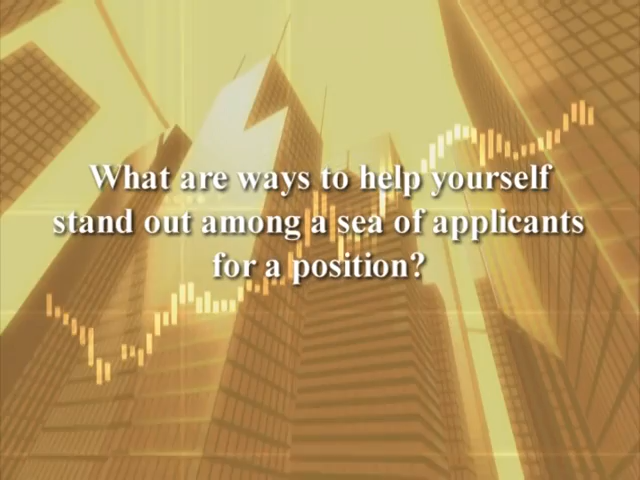 What are ways to help yourself
stand out among a sea of applicants
for a position?